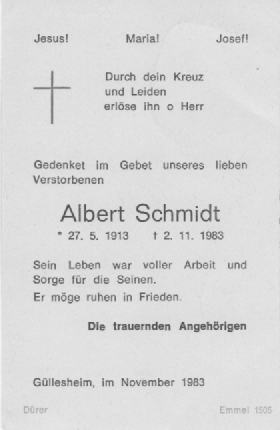 Jesus! Maria! Josef!
Durch dein Kreuz
und Leiden
erlöse ihn o Herr
Gedenket im Gebet unseres lieben
Verstorbenen
Albert Schmidt
* 27. 5. 1913 † 2. 11. 1983
Sein Leben war voller Arbeit und
Sorge für die Seinen.
Er möge ruhen in Frieden.
Die trauernden Angehörigen
Güllesheim, im November 1983
Dürer Emmel 1505